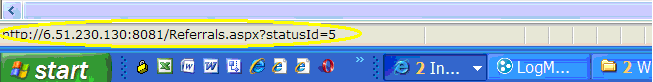 http://6.51.230.130:8081/Referrals.aspx?statusId=5
start 2 In... LogM... 2 W